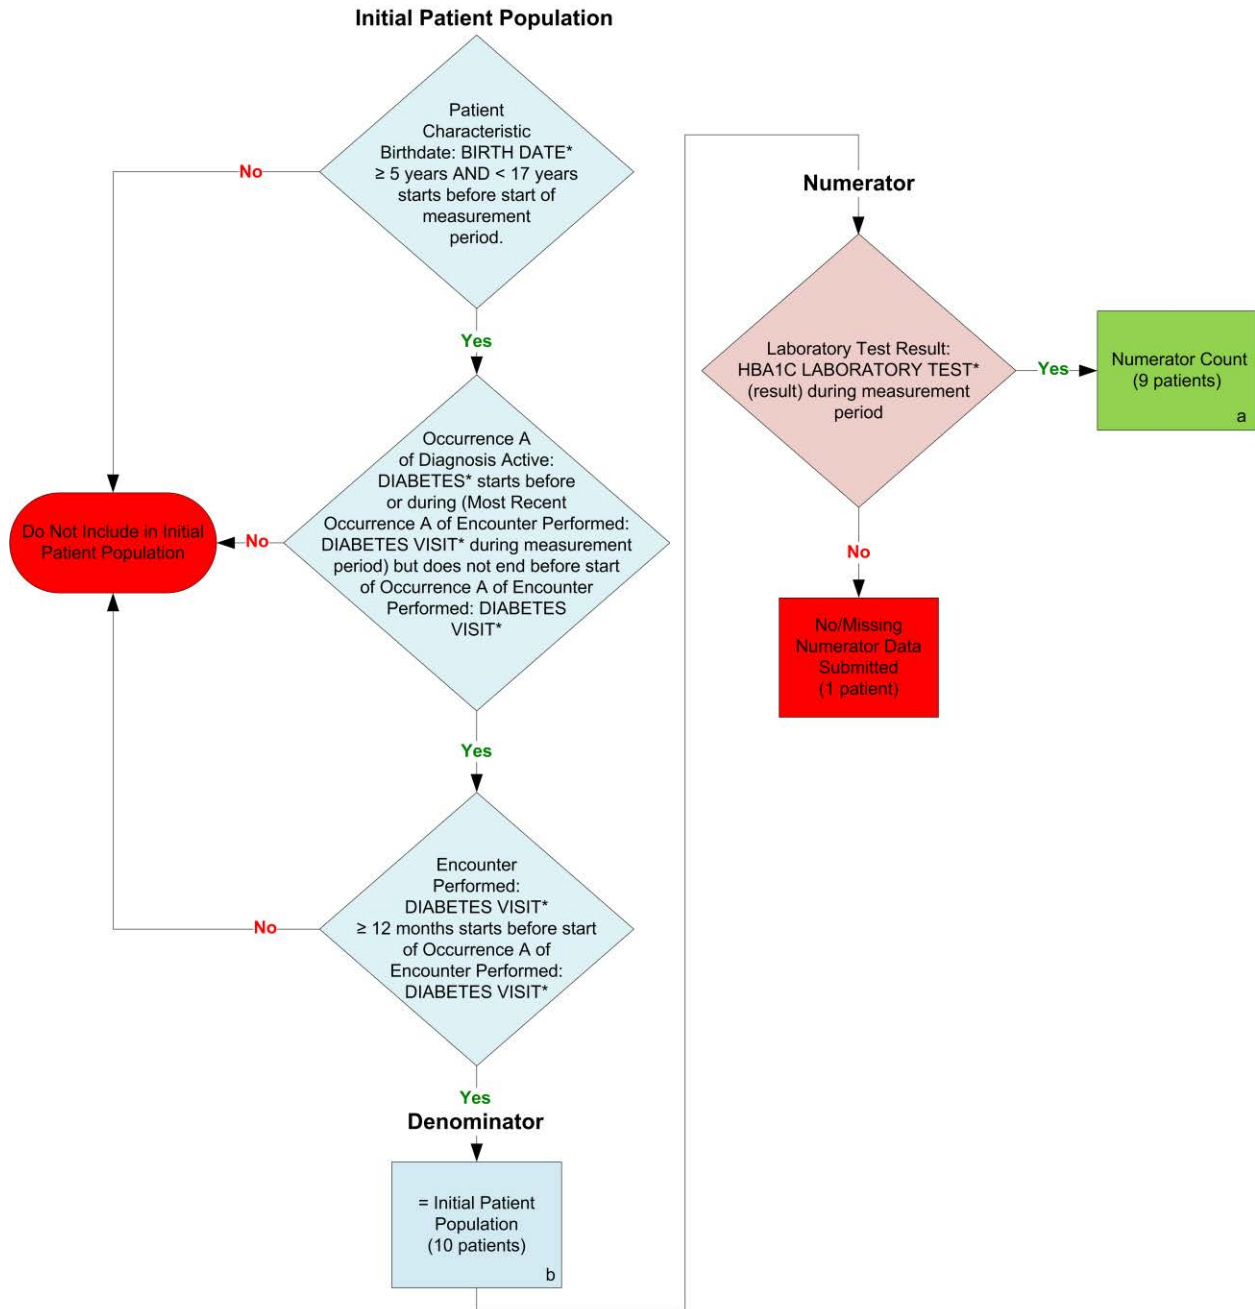 Initial Patient Population
Patient
Characteristic
Birthdate: BIRTH DATE*
≥ 5 years AND < 17 years
starts before start of
measurement
period.
No
Yes
Occurrence A
of Diagnosis Active:
DIABETES* starts before
or during (Most Recent
Occurrence A of Encounter Performed:
DIABETES VISIT* during measurement
period) but does not end before start
of Occurrence A of Encounter
Performed: DIABETES
VISIT*
No
Do Not Include in Initial
Patient Population
Yes
Encounter
Performed:
DIABETES VISIT*
≥ 12 months starts before start
of Occurrence A of
Encounter Performed:
DIABETES VISIT*
No
Yes
Denominator
= Initial Patient
Population
(10 patients)
b
Numerator
Laboratory Test Result:
HBA1C LABORATORY TEST*
(result) during measurement
period
Yes
Numerator Count
(9 patients)
a
No
No/Missing
Numerator Data
Submitted
(1 patient)